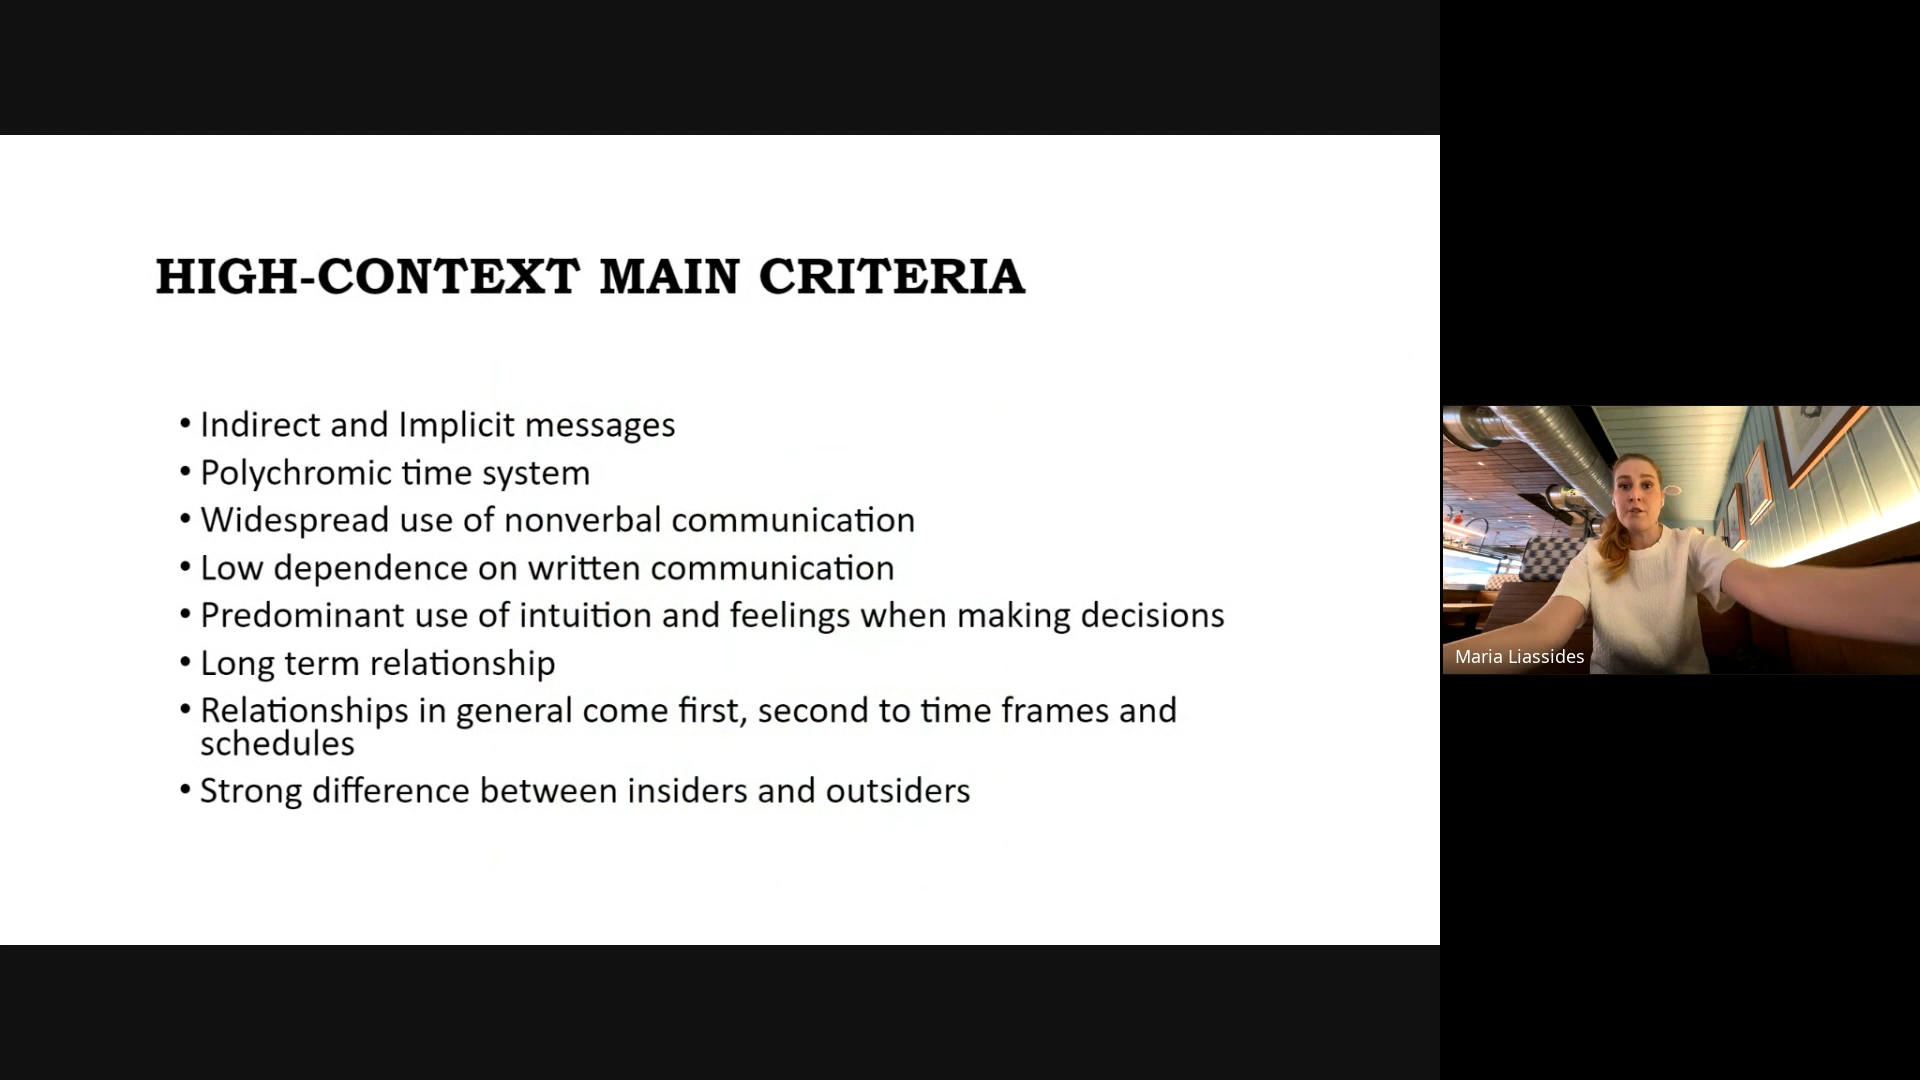 HIGH-CONTEXT MAIN CRITERIA
• Indirect and Implicit messages
• Polychromic time system
• Widespread use of nonverbal communication
• Low dependence on written communication
• Predominant use of intuition and feelings when making decisions
• Long term relationship
• Relationships in general come first, second to time frames and
schedules
• Strong difference between insiders and outsiders
Maria Liassides